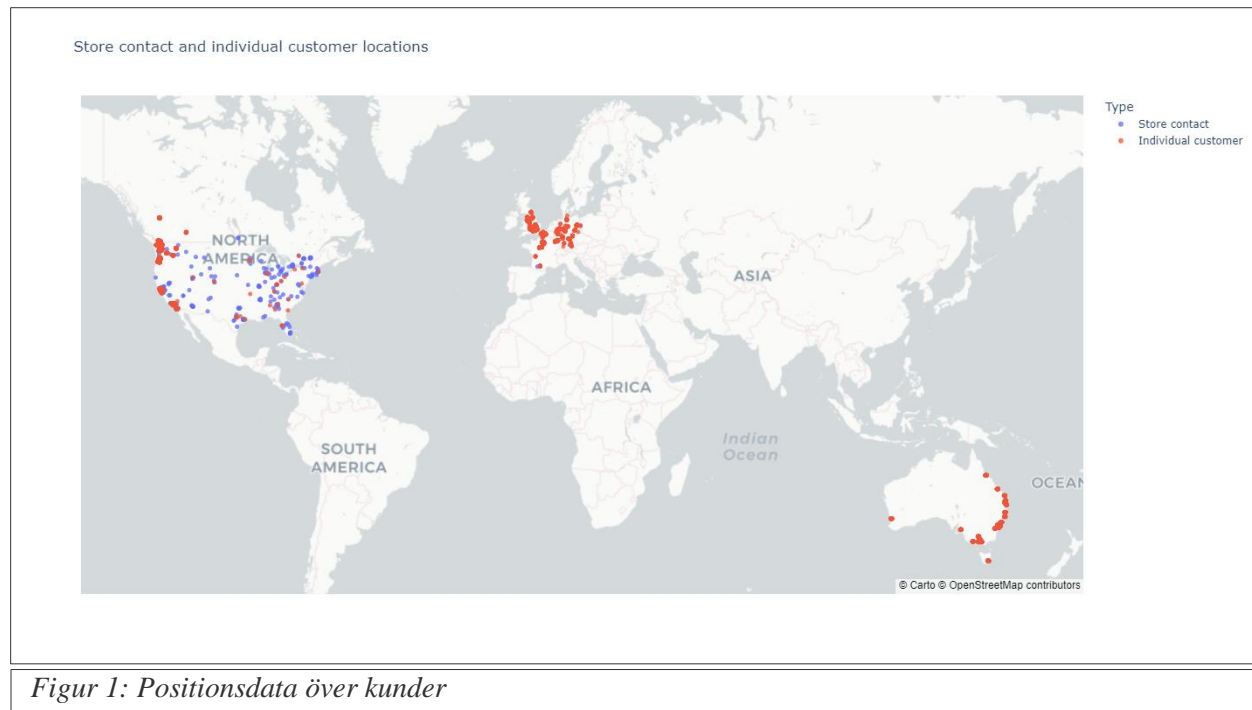 Store contact and individual customer locations
Type
Store contact
Individual customer
NORTH
AMERICA
ASIA
AFRICA
SOUTH
AMERICA
Indian
Ocean
OCEAN
© Carto © OpenStreetMap contributors
Figur 1: Positionsdata över kunder